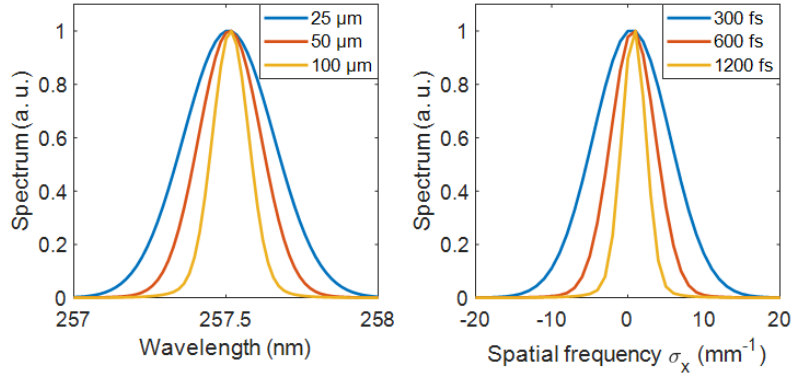 Spectrum (a. u.)
1
0.8
0.6
0.4
0.2
0
257
257.5
258
Wavelength (nm)
25 µm
50 µm
100 µm
Spectrum (a. u.)
1
0.8
0.6
0.4
0.2
0
-20
-10
0
10
20
Spatial frequency σx (mm-1)
300 fs
600 fs
1200 fs